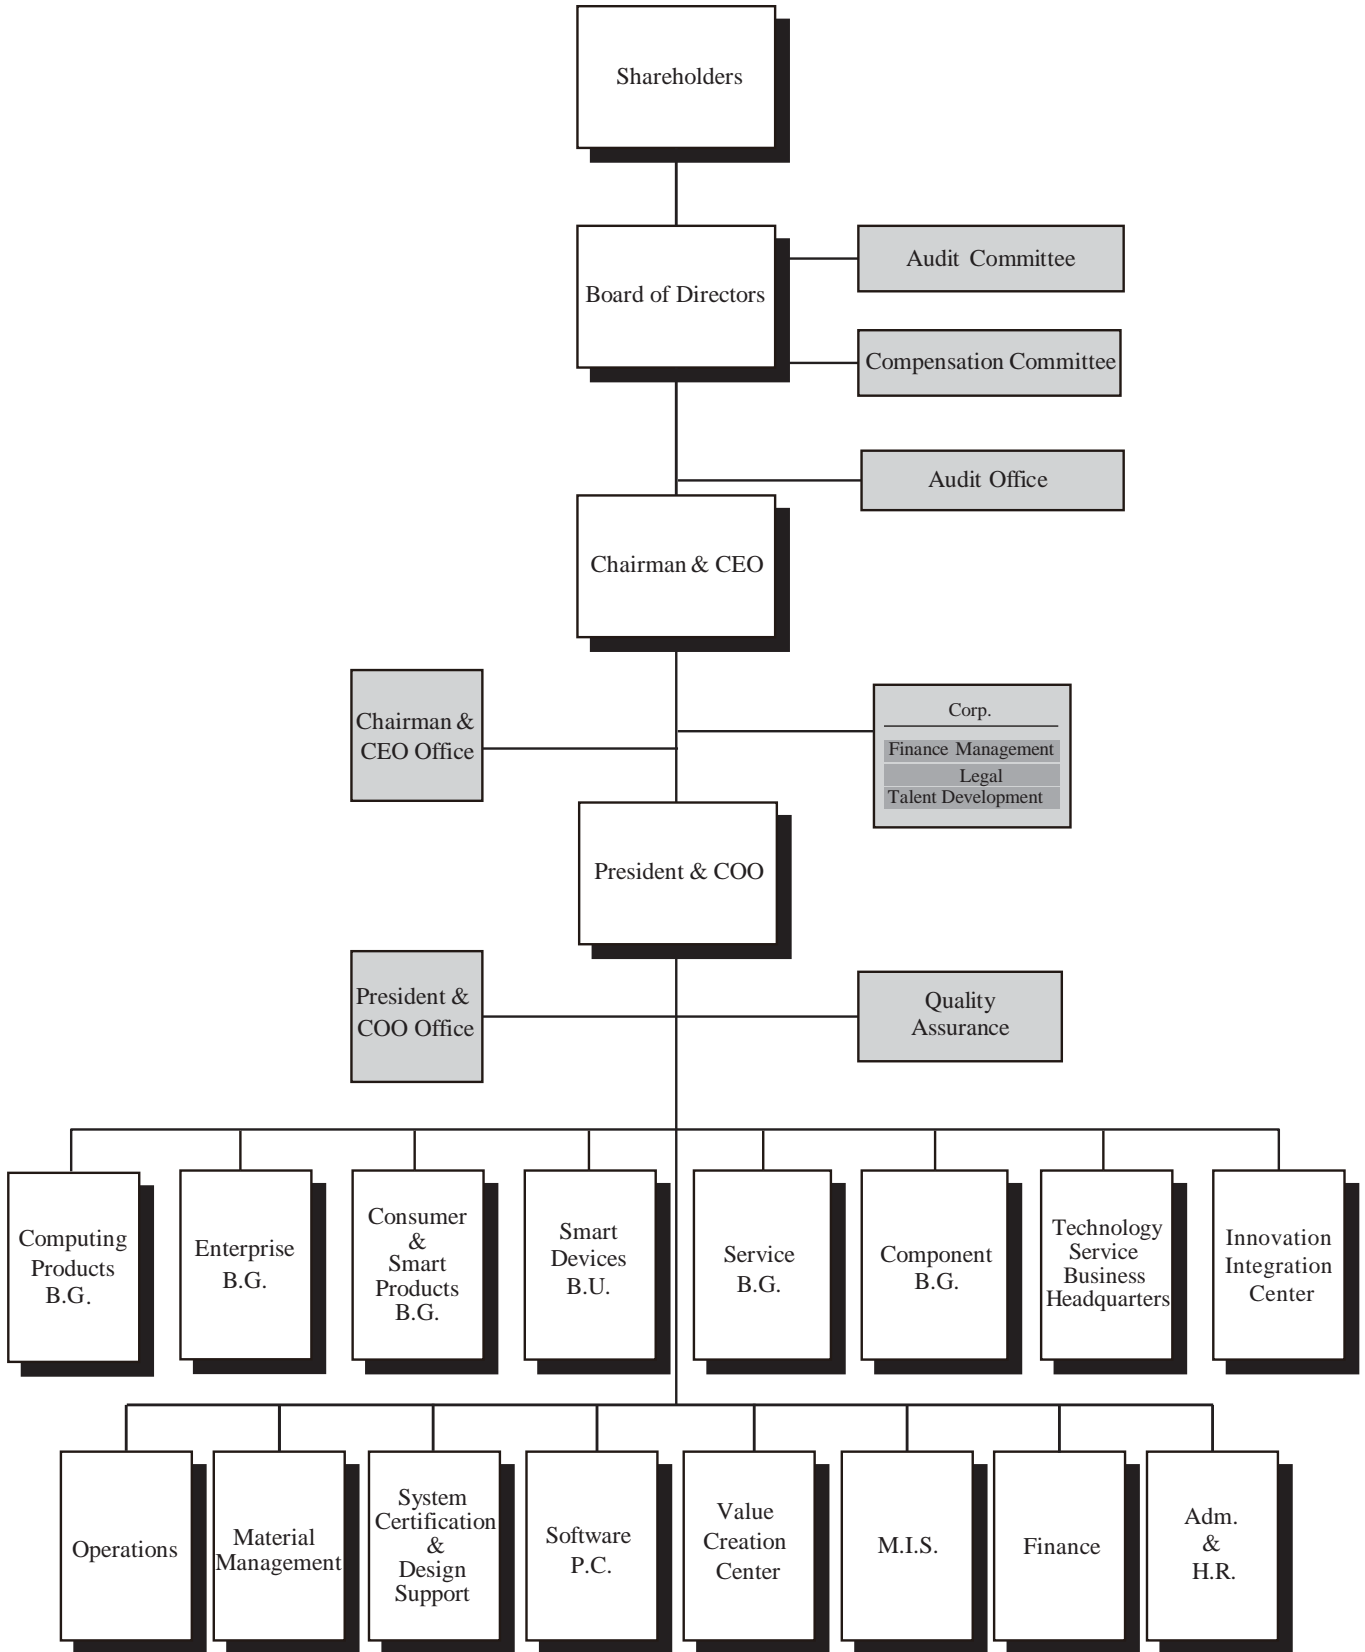 Shareholders
Board of Directors
Audit Committee
Compensation Committee
Audit Office
Chairman & CEO
Chairman &
CEO Office
Corp.
Finance Management
Legal
Talent Development
President & COO
President &
COO Office
Quality
Assurance
Computing
Products
B.G.
Enterprise
B.G.
Consumer
&
Smart
Products
B.G.
Smart
Devices
B.U.
Service
B.G.
Component
B.G.
Technology
Service
Business
Headquarters
Innovation
Integration
Center
Operations
Material
Management
System
Certification
&
Design
Support
Software
P.C.
Value
Creation
Center
M.I.S.
Finance
Adm.
&
H.R.